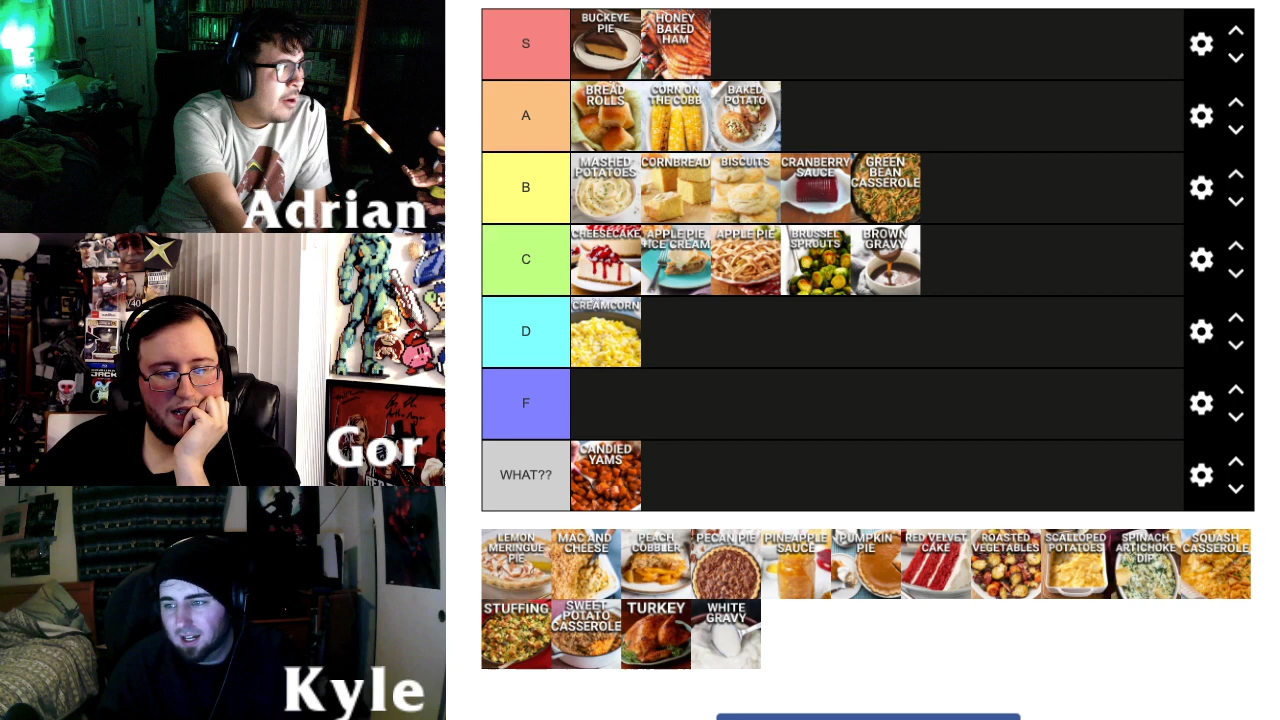 Adrian
Gor
Kyle
S
BUCKEYE
PIE
HONEY
BAKED
HAM
A
BREAD
ROLLS
CORN ON
THE COBB
BAKED
POTATO
B
MASHED
POTATOES
CORNBREAD
BISCUITS
CRANBERRY
SAUCE
GREEN
BEAN
CASSEROLE
C
CHEESECAKE
APPLE PIE
+ICE CREAM
APPLE PIE
BRUSSEL
SPROUTS
BROWN
GRAVY
D
CREAMCORN
F
WHAT??
CANDIED
YAMS
LEMON
MERINGUE
PIE
MAC AND
CHEESE
PEACH
COBBLER
PECAN PIE
PINEAPPLE
SAUCE
PUMPKIN
PIE
RED VELVET
CAKE
ROASTED
VEGETABLES
SCALLOPED
POTATOES
SPINACH
ARTICHOKE
DIP
SQUASH
CASSEROLE
STUFFING
SWEET
POTATO
CASSEROLE
TURKEY
WHITE
GRAVY